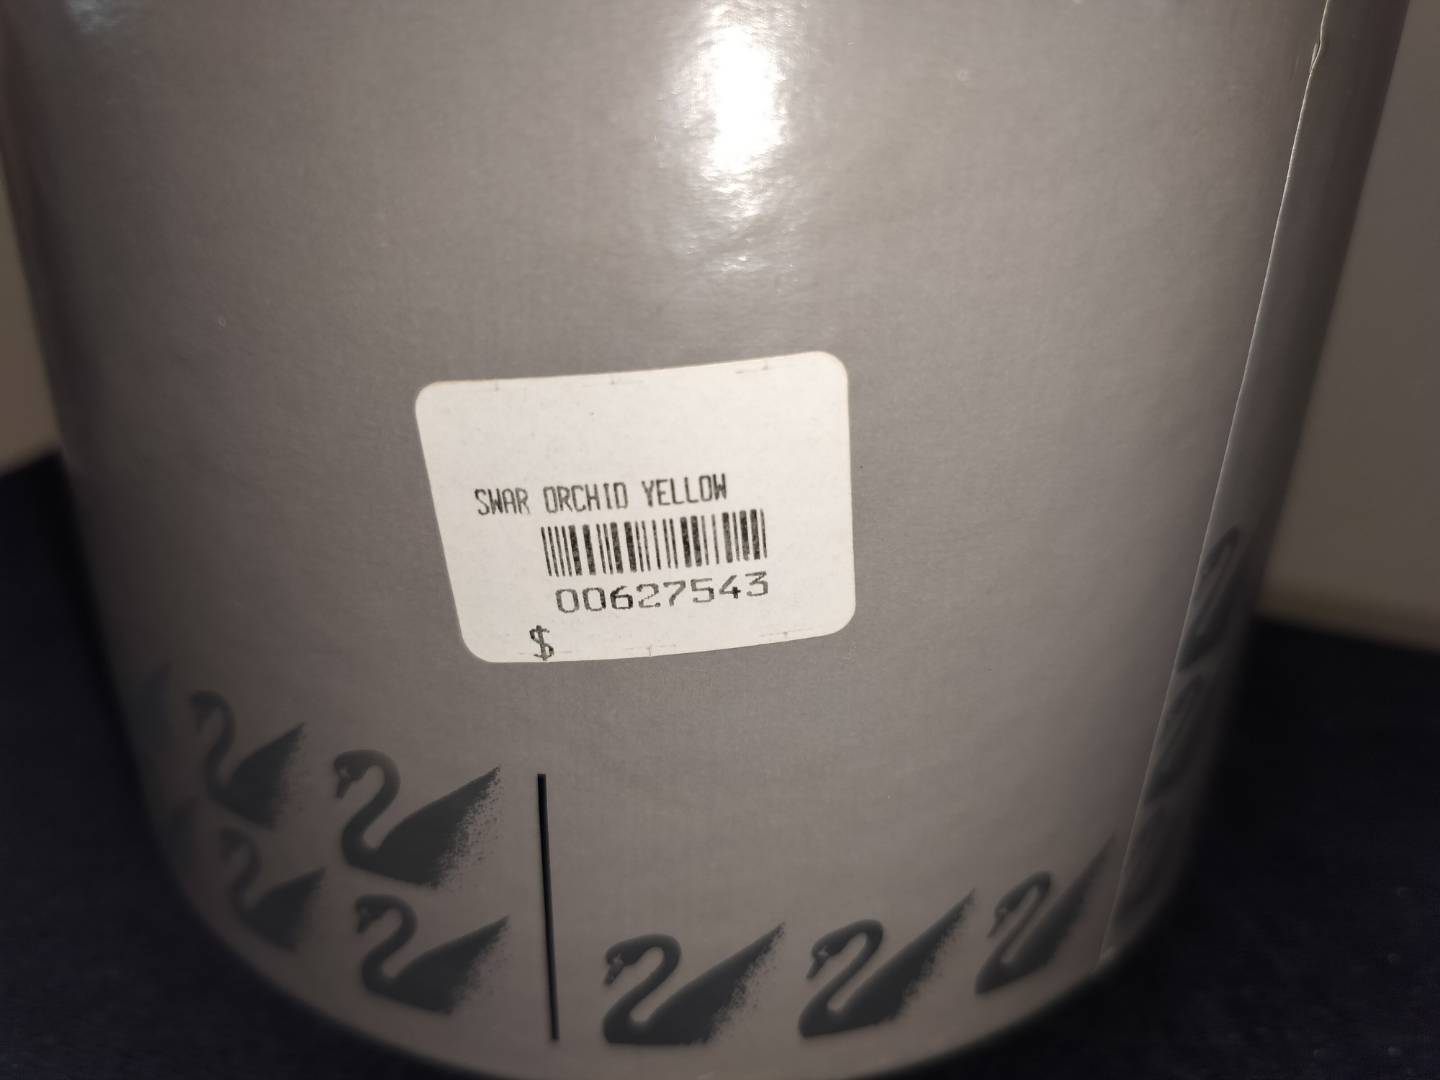 SWAR ORCHID YELLOW
00627543
$